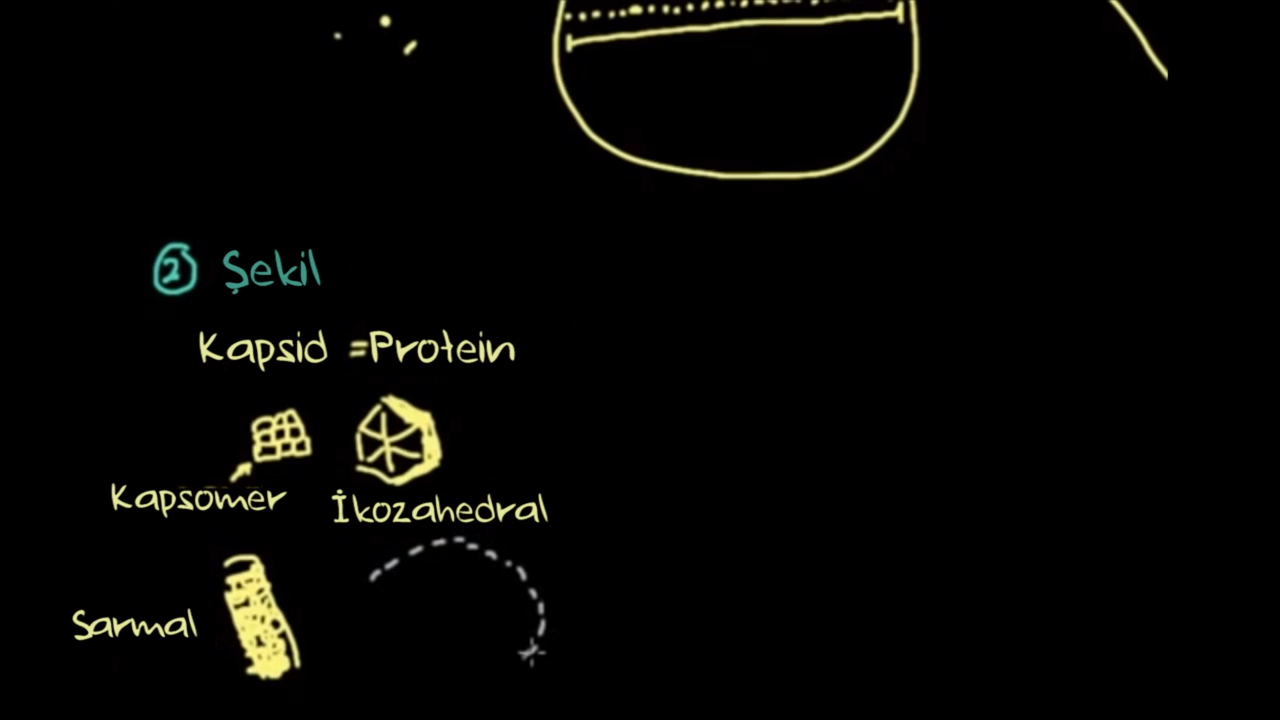 2 Şekil
Kapsid =Protein
Kapsomer
İkozahedral
Sarmal